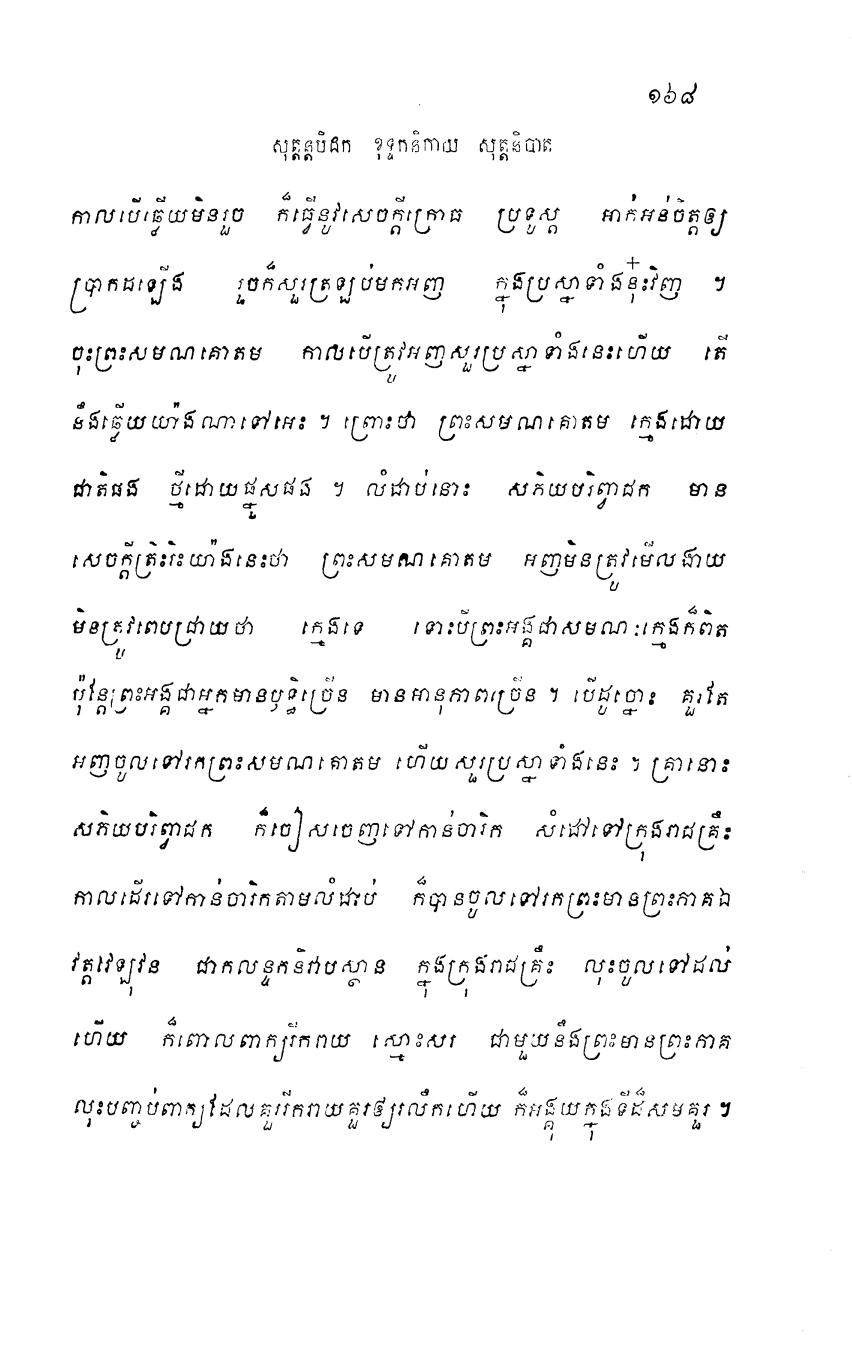 ១៦៨
សុត្តន្តបិដក ខុទ្ទកនិកាយ សុត្តនិបាត
កាលបើឆ្លើយមិនរួច ក៏ធ្វើនូវសេចក្តីក្រោធ ប្រទូស្ត អាក់អន់ចិត្តឲ្យ
ប្រាកដឡើង រួចក៏សួរត្រឡប់មកអញ ក្នុងប្រស្នាទាំងនុ៎ះវិញ ។
ចុះព្រះសមណគោតម កាលបើត្រូវអញសួរប្រស្នាទាំងនេះហើយ តើ
នឹងឆ្លើយយ៉ាងណាទៅអេះ ។ ព្រោះថា ព្រះសមណគោតម ក្មេងដោយ
ជាតិផង ថ្មីដោយផ្នួសផង ។ លំដាប់នោះ សភិយបរិព្វាជក មាន
សេចក្តីត្រិះរិះយ៉ាងនេះថា ព្រះសមណគោតម អញមិនត្រូវមើលងាយ
មិនត្រូវពេបជ្រាយថា ក្មេងទេ ទោះបីព្រះអង្គជាសមណៈក្មេងក៏ពិត
ប៉ុន្តែព្រះអង្គជាអ្នកមានឫទ្ធិច្រើន មានអានុភាពច្រើន ។ បើដូច្នោះ គួរតែ
អញចូលទៅរកព្រះសមណគោតម ហើយសួរប្រស្នាទាំងនេះ ។ គ្រានោះ
សភិយបរិព្វាជក ក៏ចៀសចេញទៅកាន់ចារិក សំដៅទៅក្រុងរាជគ្រឹះ
កាលដើរទៅកាន់ចារិកតាមលំដាប់ ក៏បានចូលទៅរកព្រះមានព្រះភាគឯ
វត្តវេឡុវន ជាកលន្ទកនិវាបស្ថាន ក្នុងក្រុងរាជគ្រឹះ លុះចូលទៅដល់
ហើយ ក៏ពោលពាក្យរីករាយ ស្មោះសរ ជាមួយនឹងព្រះមានព្រះភាគ
លុះបញ្ចប់ពាក្យដែលគួររីករាយគួរឲ្យរលឹកហើយ ក៏អង្គុយក្នុងទីដ៏សមគួរ ។